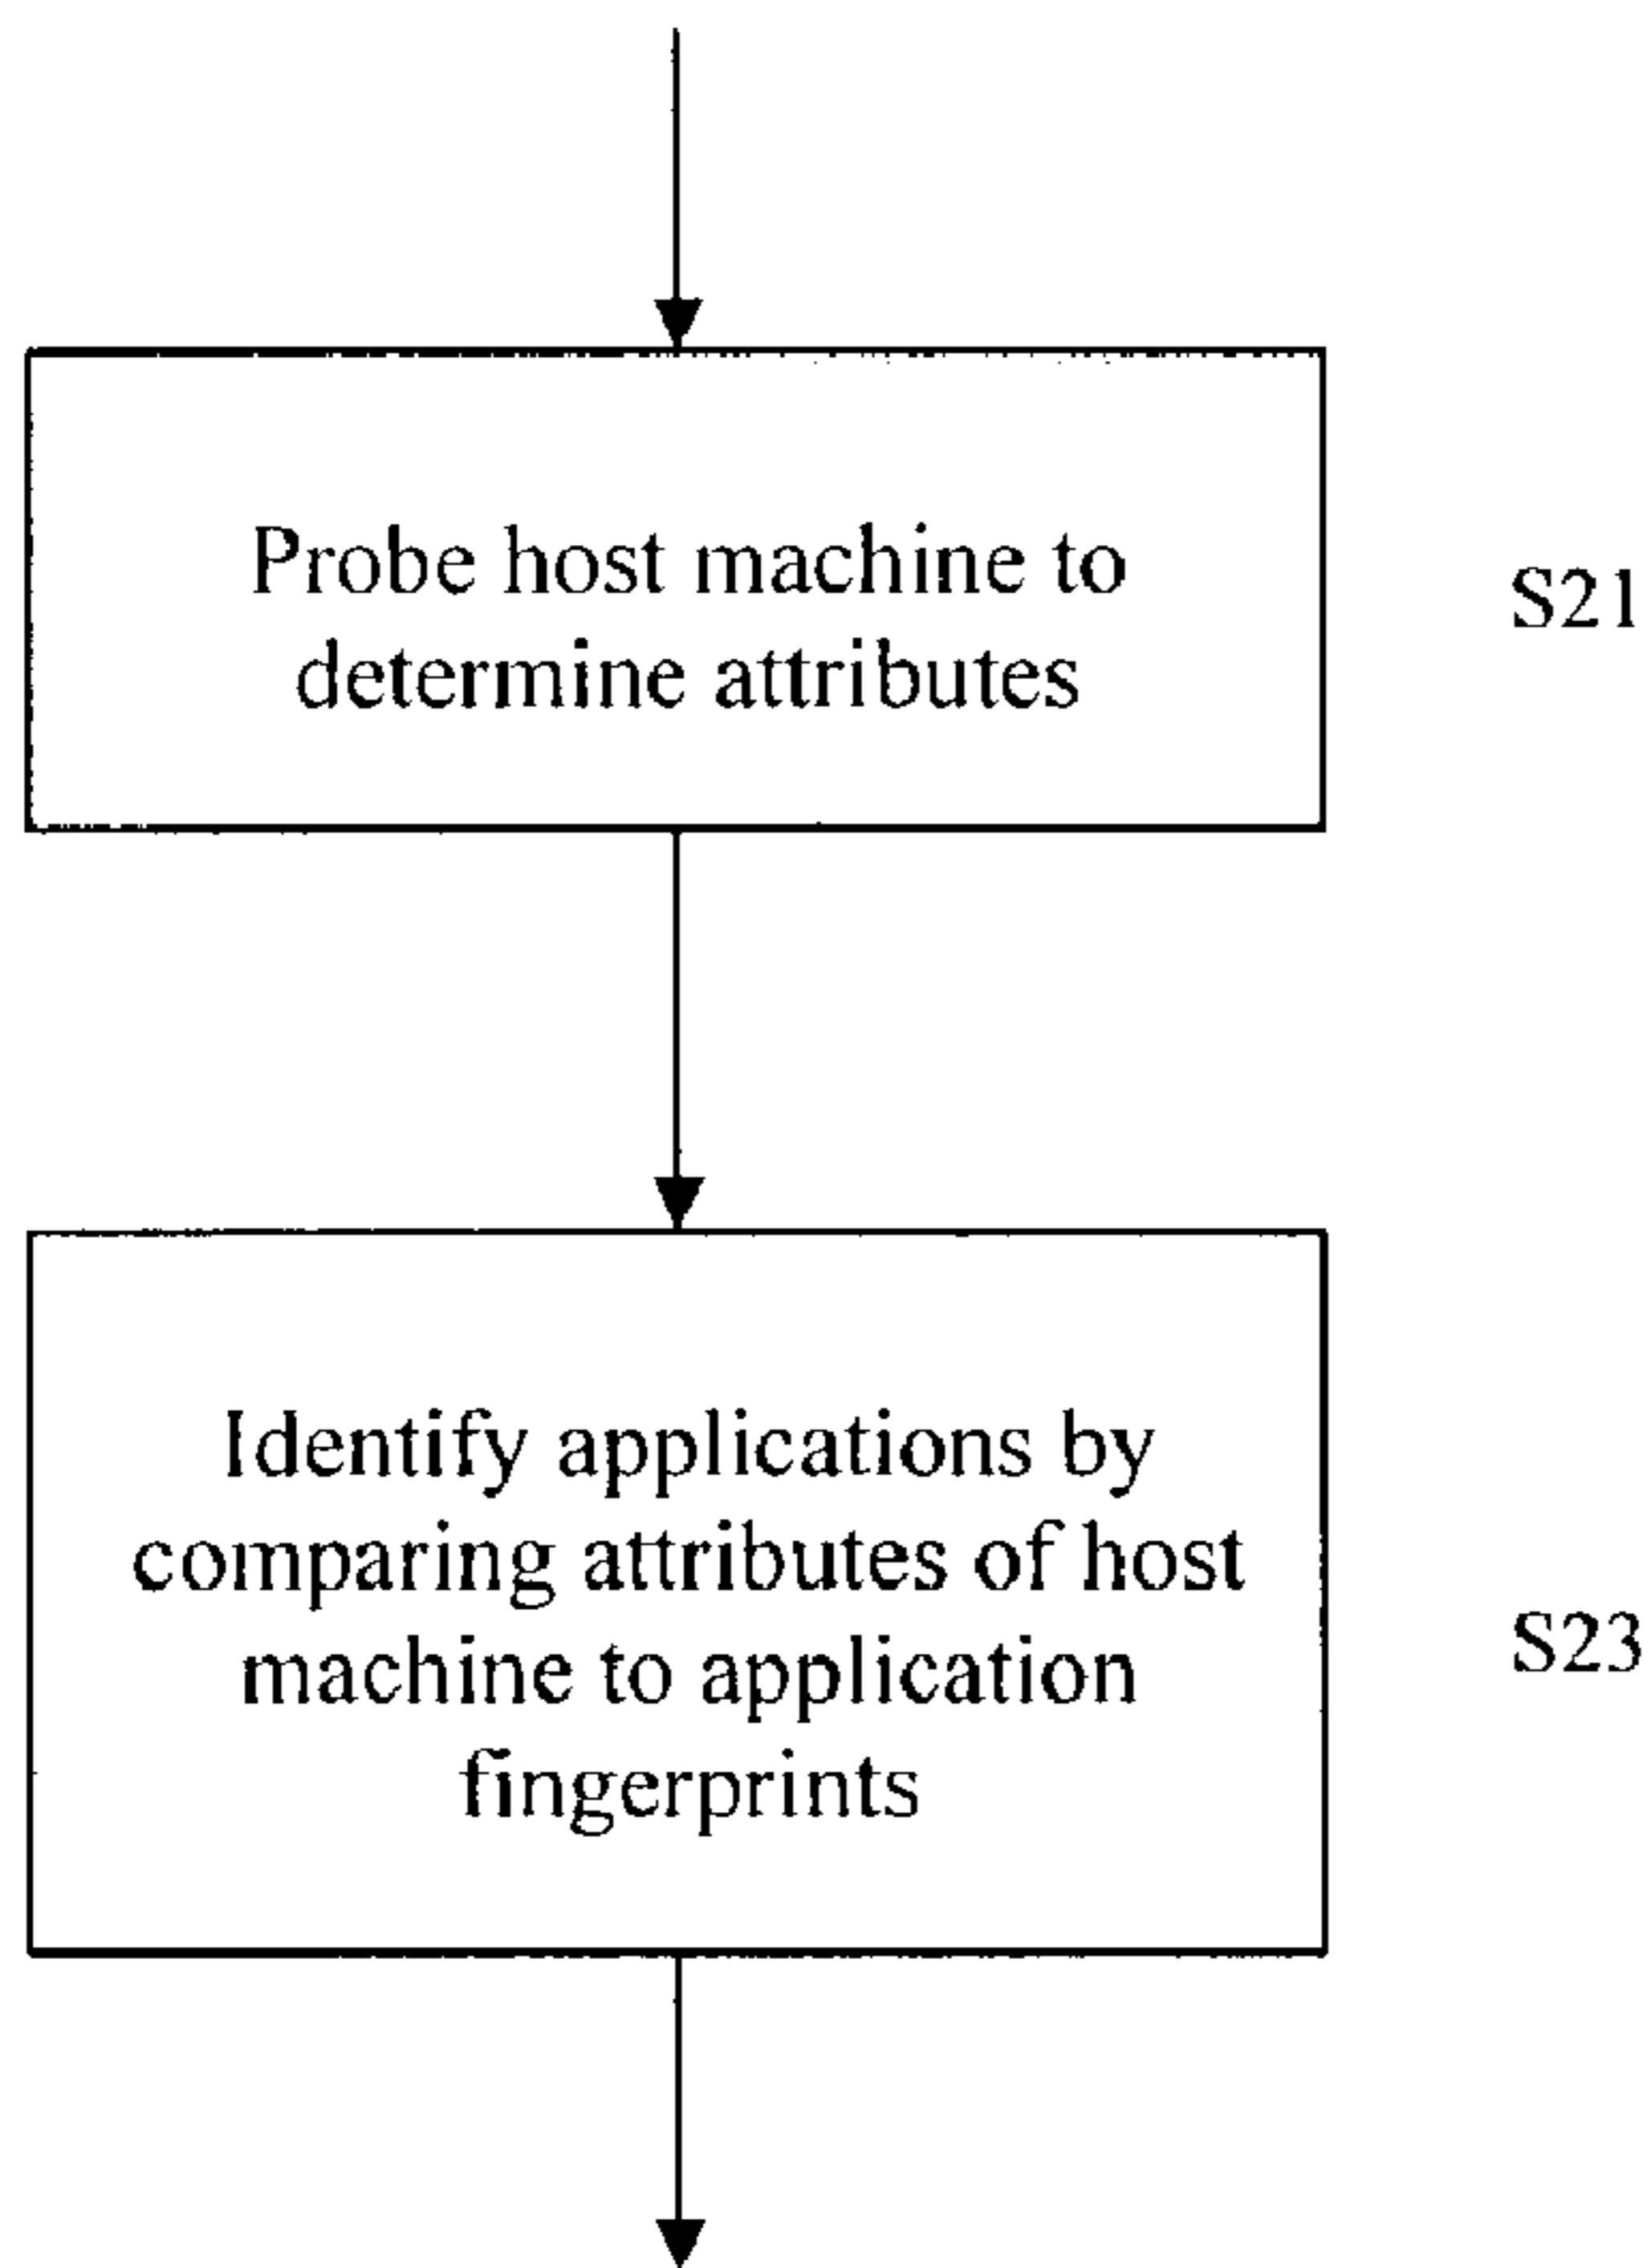 Probe host machine to
determine attributes
S21
Identify applications by
comparing attributes of host
machine to application
fingerprints
S23